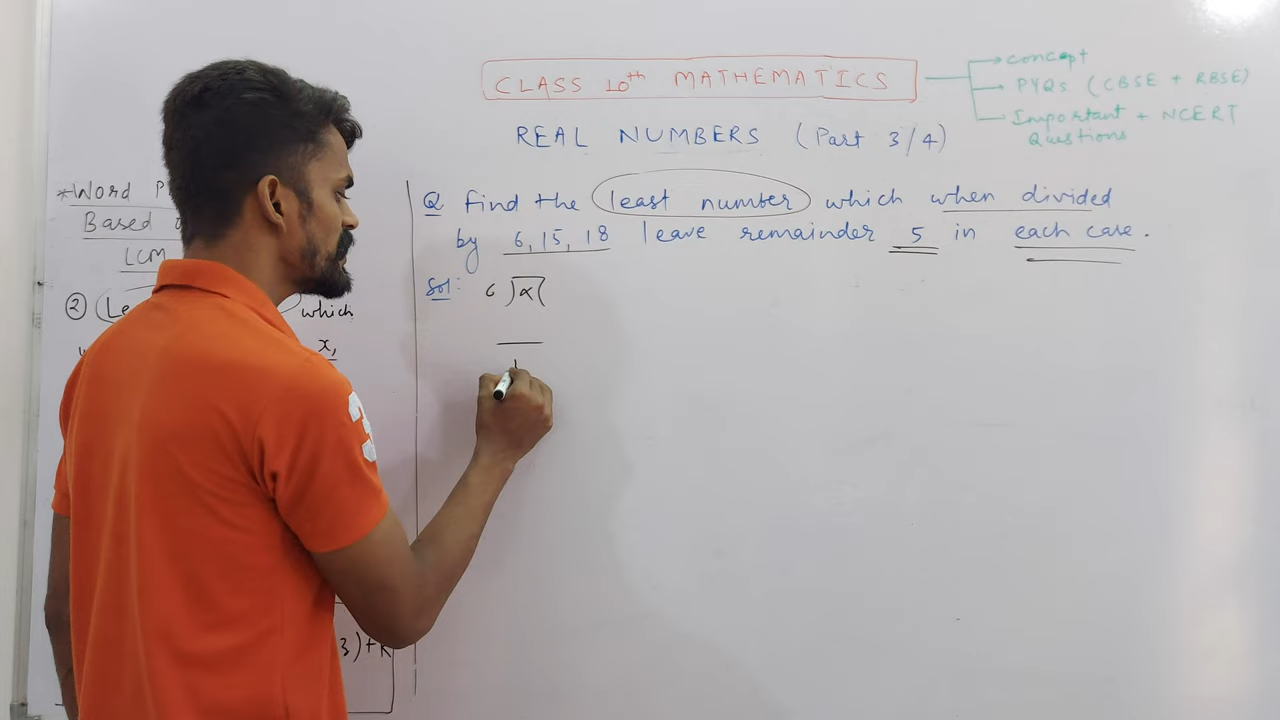 CLASS 10th MATHEMATICS
concept
PYQs (CBSE + RBSE)
Important + NCERT
Questions
REAL NUMBERS (Part 3/4)
*Word P
Based
LCM
② (Le which
x,
3)+K
Q Find the least number which when divided
by 6, 15, 18 leave remainder 5 in each case.
Sol: 6)x(
3